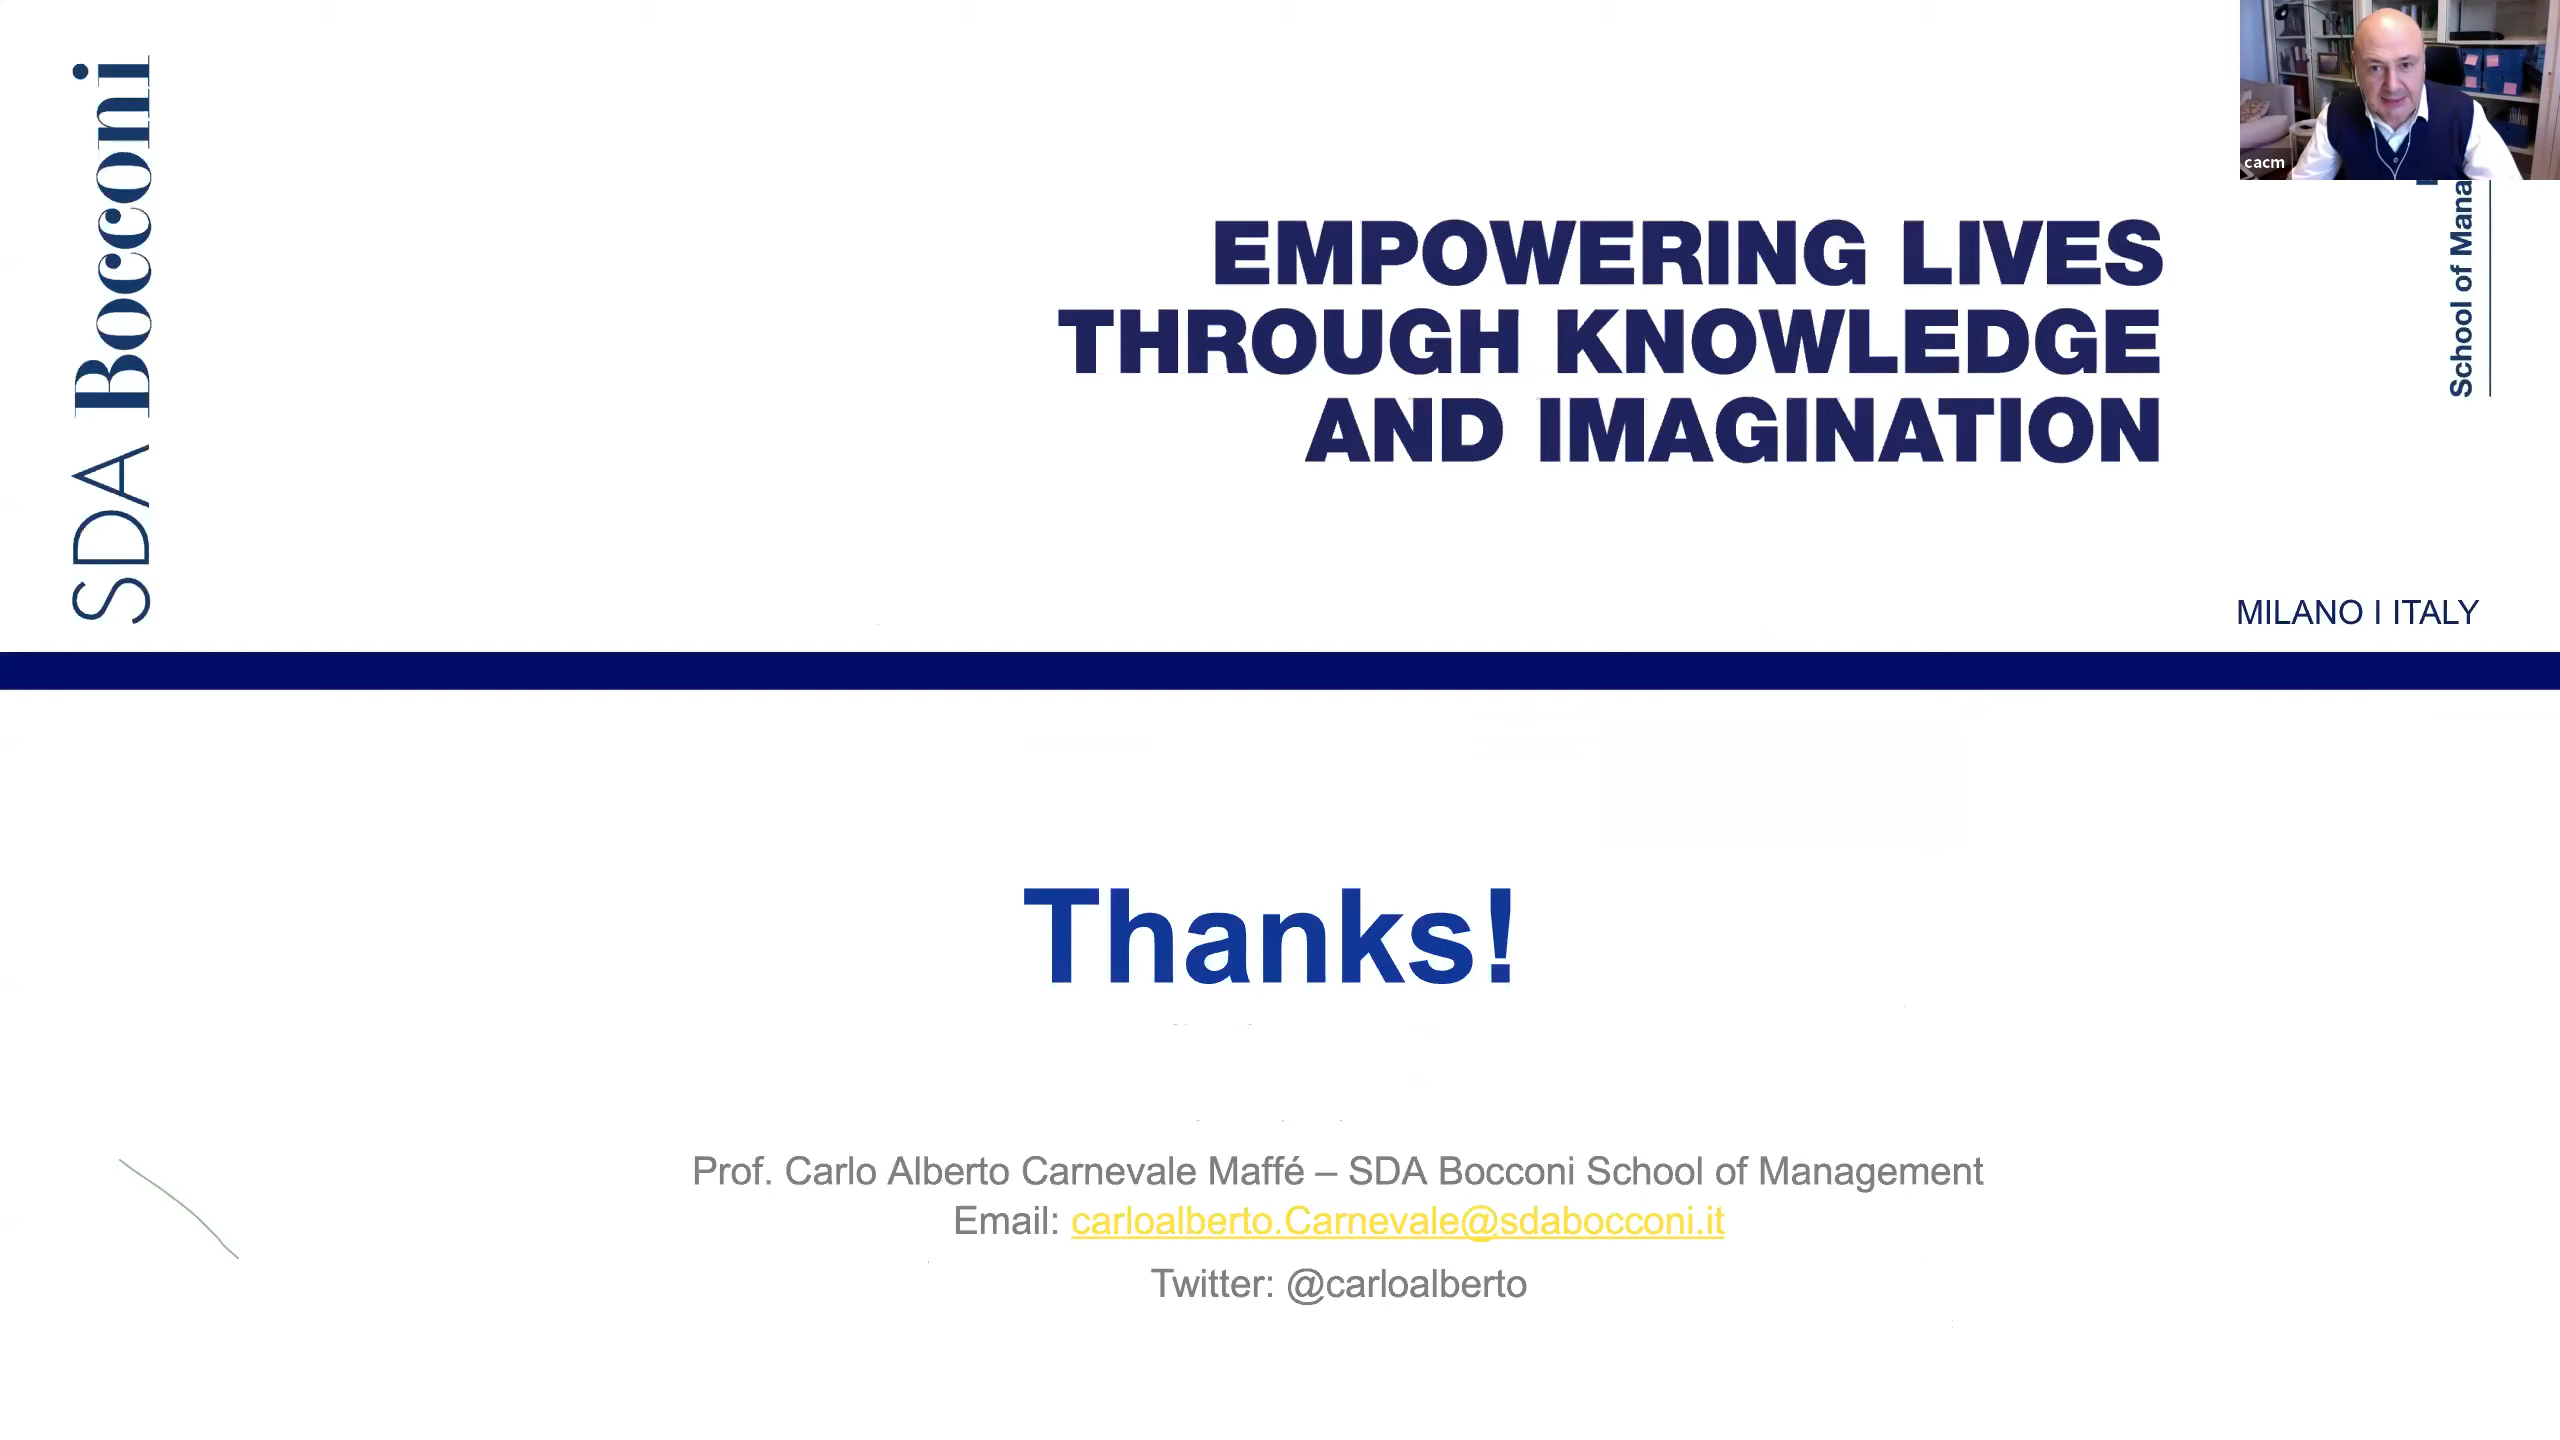 SDA Bocconi
cacm
EMPOWERING LIVES
THROUGH KNOWLEDGE
AND IMAGINATION
School of Mana
MILANO I ITALY
Thanks!
Prof. Carlo Alberto Carnevale Maffé – SDA Bocconi School of Management
Email: carloalberto.Carnevale@sdabocconi.it
Twitter: @carloalberto